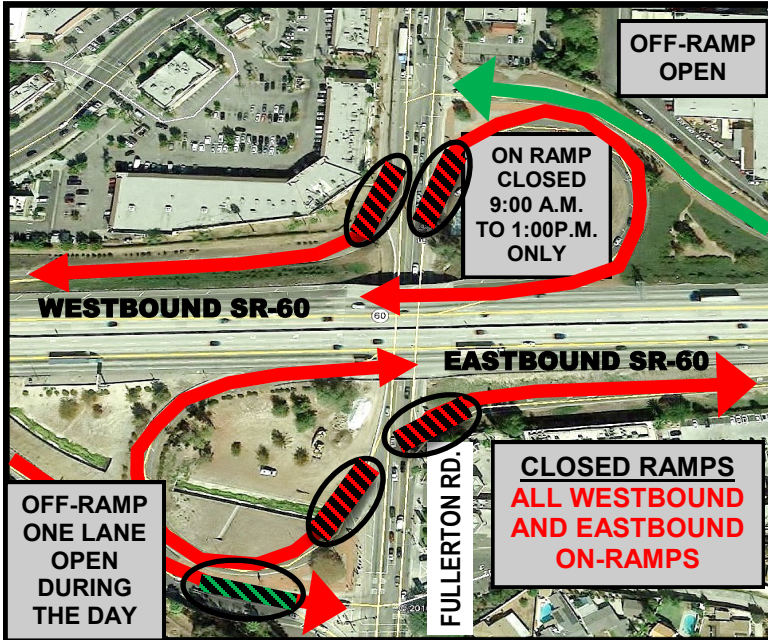 OFF-RAMP
OPEN
ON RAMP
CLOSED
9:00 A.M.
TO 1:00P.M.
ONLY
WESTBOUND SR-60
60
EASTBOUND SR-60
FULLERTON RD.
CLOSED RAMPS
ALL WESTBOUND
AND EASTBOUND
ON-RAMPS
OFF-RAMP
ONE LANE
OPEN
DURING
THE DAY